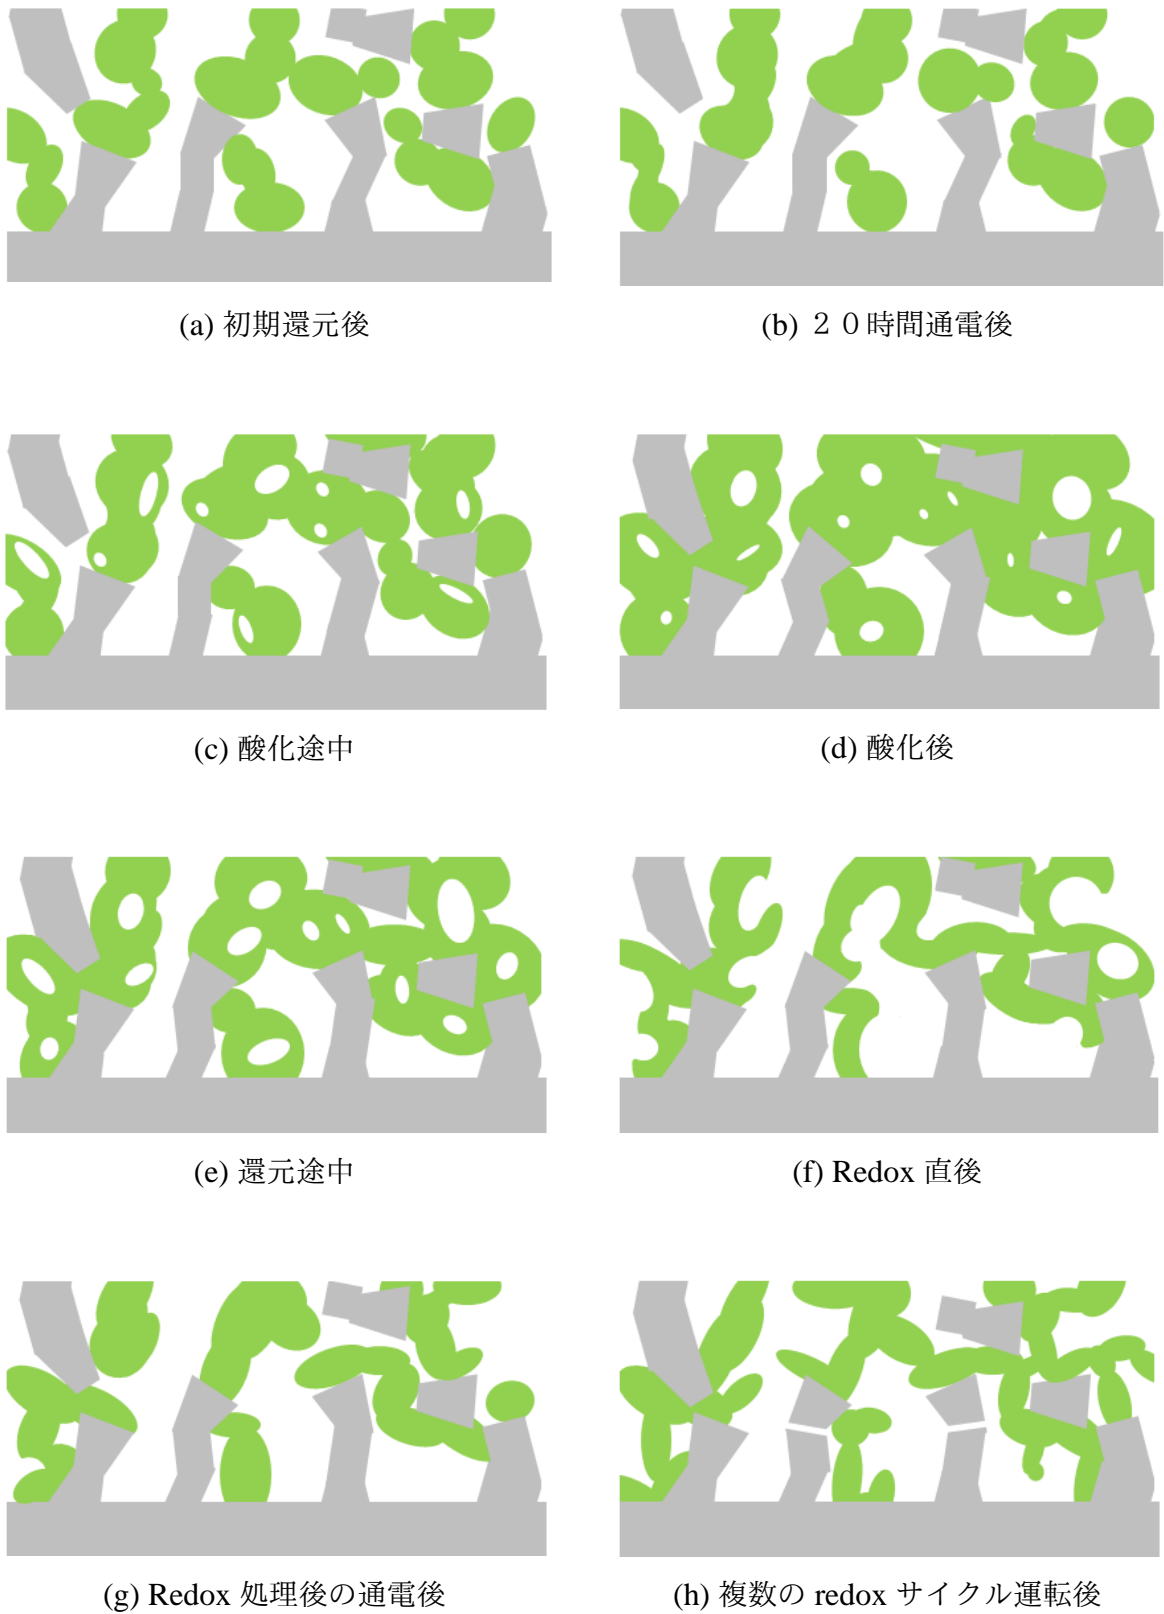 (a) 初期還元後
(b) ２０時間通電後
(c) 酸化途中
(d) 酸化後
(e) 還元途中
(f) Redox 直後
(g) Redox 処理後の通電後
(h) 複数の redox サイクル運転後